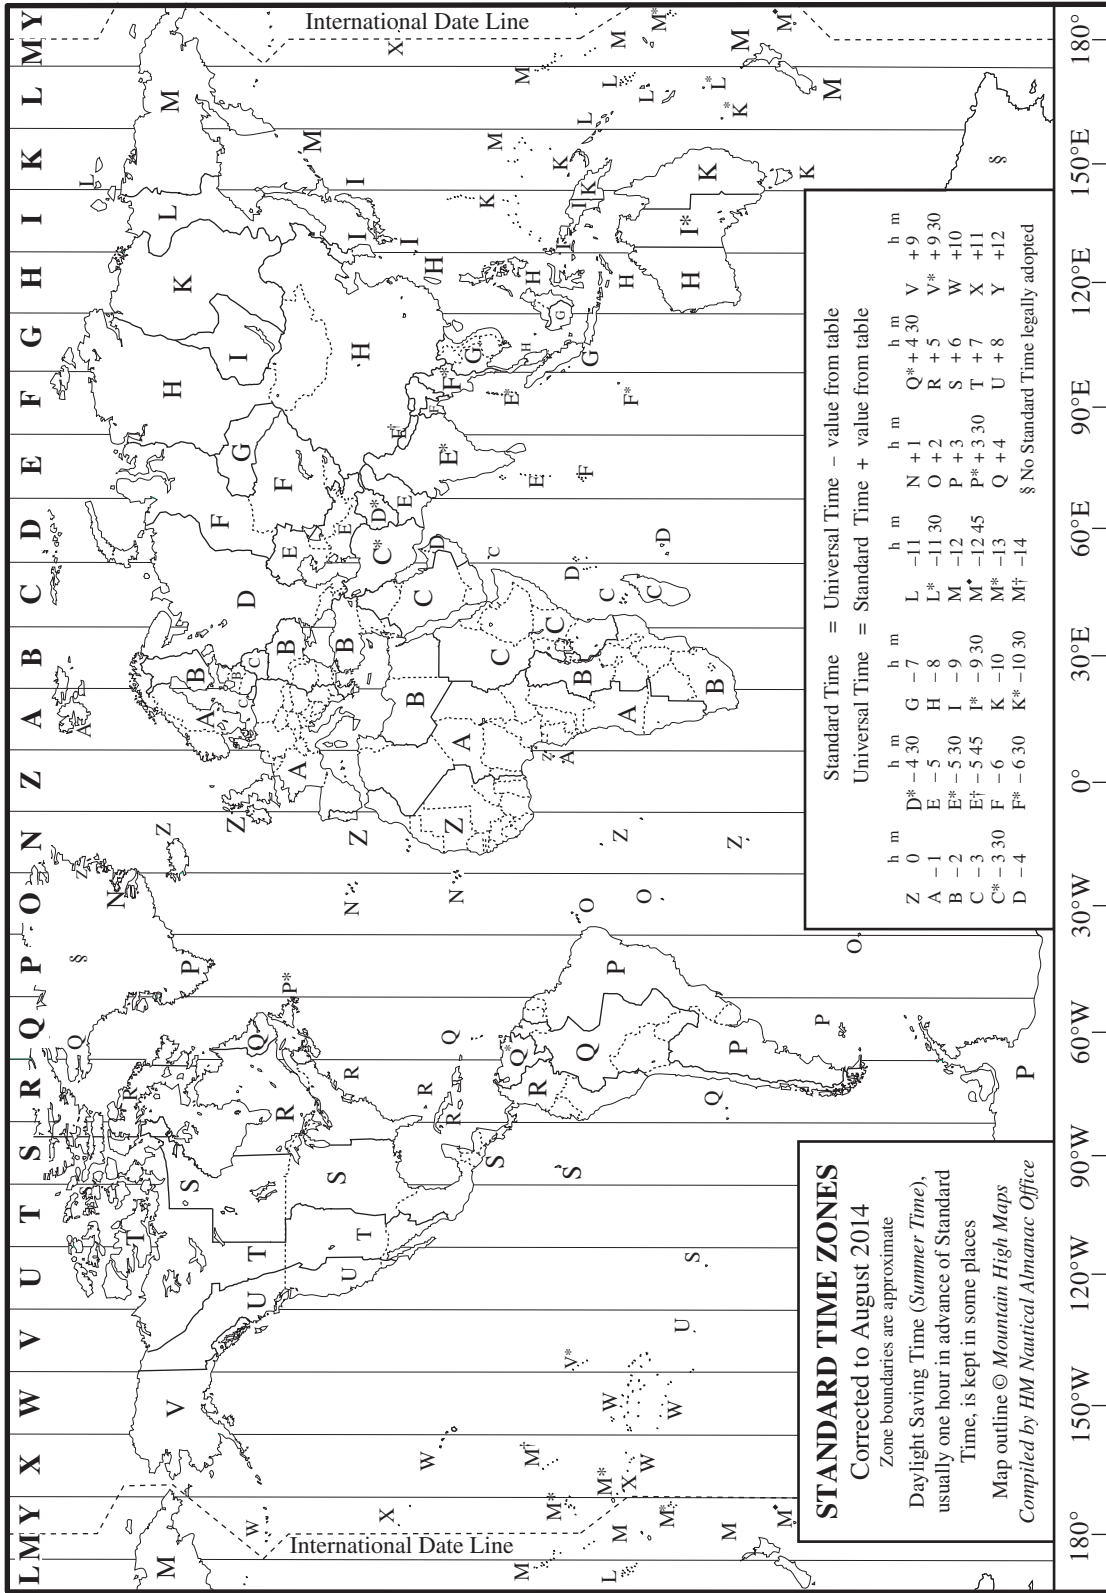 L M Y X W V U T S R Q P O N Z A B C D E F G H I K L M Y
International Date Line
International Date Line
STANDARD TIME ZONES
Corrected to August 2014
Zone boundaries are approximate
Daylight Saving Time (Summer Time),
usually one hour in advance of Standard
Time, is kept in some places
Map outline © Mountain High Maps
Compiled by HM Nautical Almanac Office
Standard Time = Universal Time – value from table
Universal Time = Standard Time + value from table
h m h m h m h m h m h m h m
Z 0 D* – 4 30 G – 7 L –11 N + 1 Q* + 4 30 V + 9
A – 1 E – 5 H – 8 L* –11 30 O + 2 R + 5 V* + 9 30
B – 2 E* – 5 30 I – 9 M –12 P + 3 S + 6 W +10
C – 3 E† – 5 45 I* – 9 30 M♦ –12 45 P* + 3 30 T + 7 X +11
C* – 3 30 F – 6 K –10 M* –13 Q + 4 U + 8 Y +12
D – 4 F* – 6 30 K* –10 30 M† –14 § No Standard Time legally adopted
180° 150°W 120°W 90°W 60°W 30°W 0° 30°E 60°E 90°E 120°E 150°E 180°